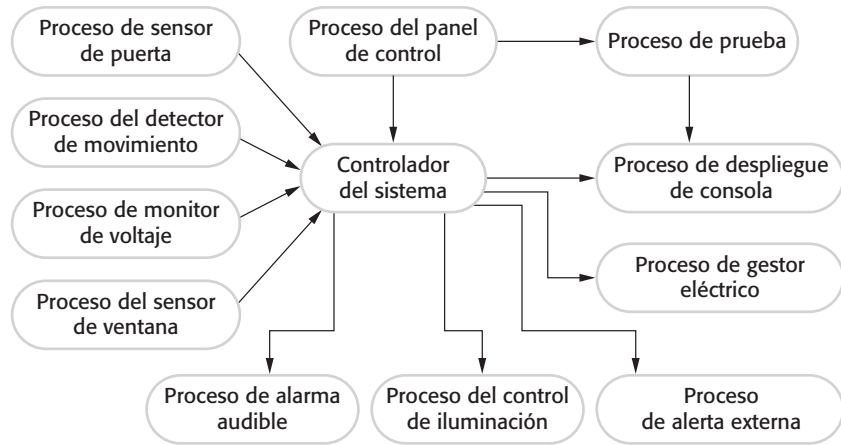 Proceso de sensor
de puerta
Proceso del panel
de control
Proceso de prueba
Proceso del detector
de movimiento
Controlador
del sistema
Proceso de despliegue
de consola
Proceso de monitor
de voltaje
Proceso de gestor
eléctrico
Proceso del sensor
de ventana
Proceso de alarma
audible
Proceso del control
de iluminación
Proceso
de alerta externa